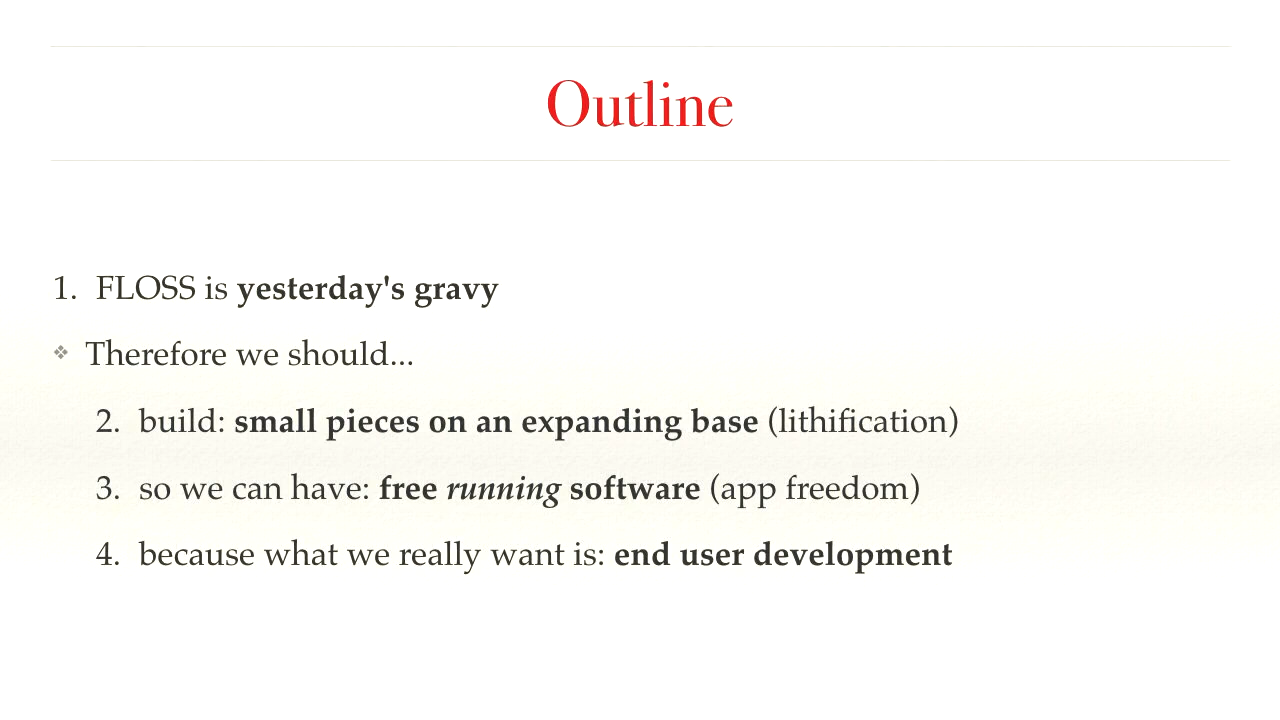 Outline
1. FLOSS is yesterday's gravy
❖ Therefore we should...
2. build: small pieces on an expanding base (lithification)
3. so we can have: free running software (app freedom)
4. because what we really want is: end user development